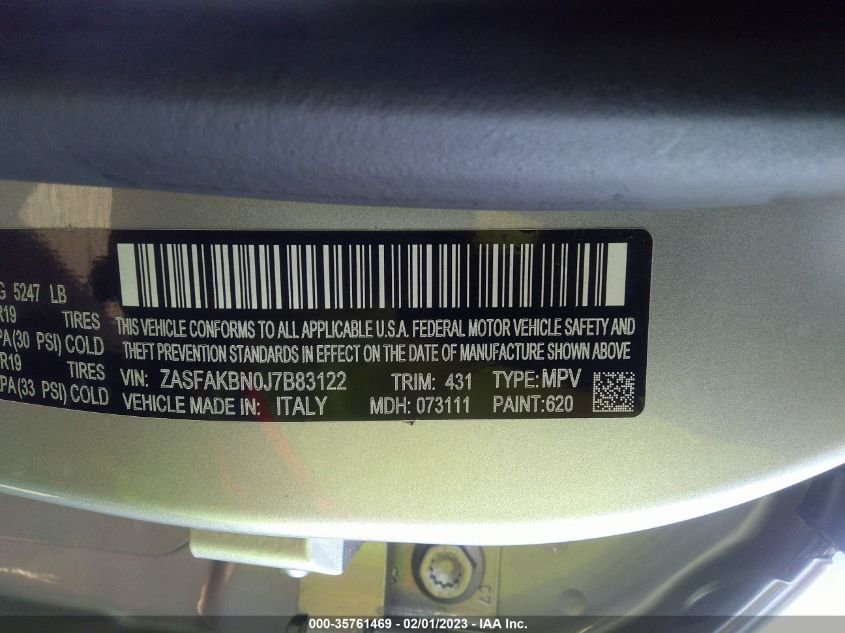 G 5247 LB
R19 TIRES
PA(30 PSI) COLD
R19 TIRES
PA(33 PSI) COLD
THIS VEHICLE CONFORMS TO ALL APPLICABLE U.S.A. FEDERAL MOTOR VEHICLE SAFETY AND
THEFT PREVENTION STANDARDS IN EFFECT ON THE DATE OF MANUFACTURE SHOWN ABOVE
VIN: ZASFAKBN0J7B83122 TRIM: 431 TYPE: MPV
VEHICLE MADE IN: ITALY MDH: 073111 PAINT:620
000-35761469 - 02/01/2023 - IAA Inc.